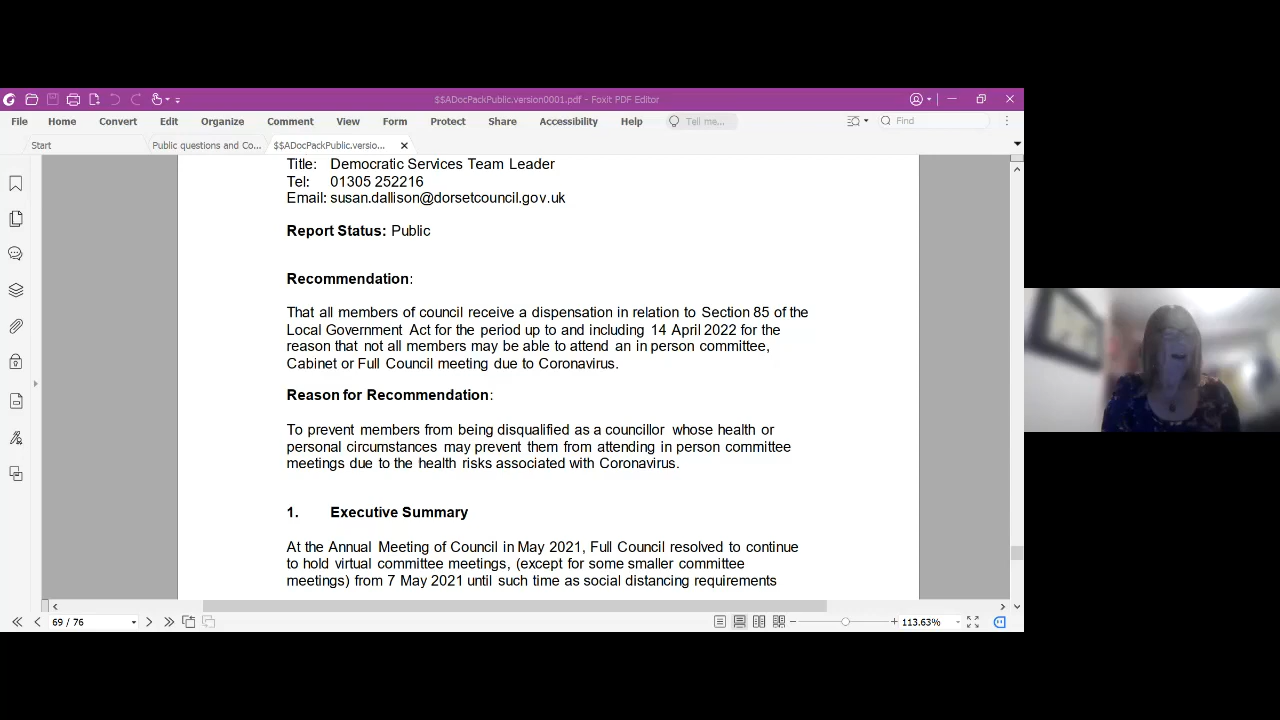 $$ADocPackPublic.version0001.pdf - Foxit PDF Editor
File Home Convert Edit Organize Comment View Form Protect Share Accessibility Help Tell me... Find
Start Public questions and Co... $$ADocPackPublic.versio...
Title: Democratic Services Team Leader
Tel: 01305 252216
Email: susan.dallison@dorsetcouncil.gov.uk
Report Status: Public
Recommendation:
That all members of council receive a dispensation in relation to Section 85 of the
Local Government Act for the period up to and including 14 April 2022 for the
reason that not all members may be able to attend an in person committee,
Cabinet or Full Council meeting due to Coronavirus.
Reason for Recommendation:
To prevent members from being disqualified as a councillor whose health or
personal circumstances may prevent them from attending in person committee
meetings due to the health risks associated with Coronavirus.
1. Executive Summary
At the Annual Meeting of Council in May 2021, Full Council resolved to continue
to hold virtual committee meetings, (except for some smaller committee
meetings) from 7 May 2021 until such time as social distancing requirements
69 / 76 113.63%